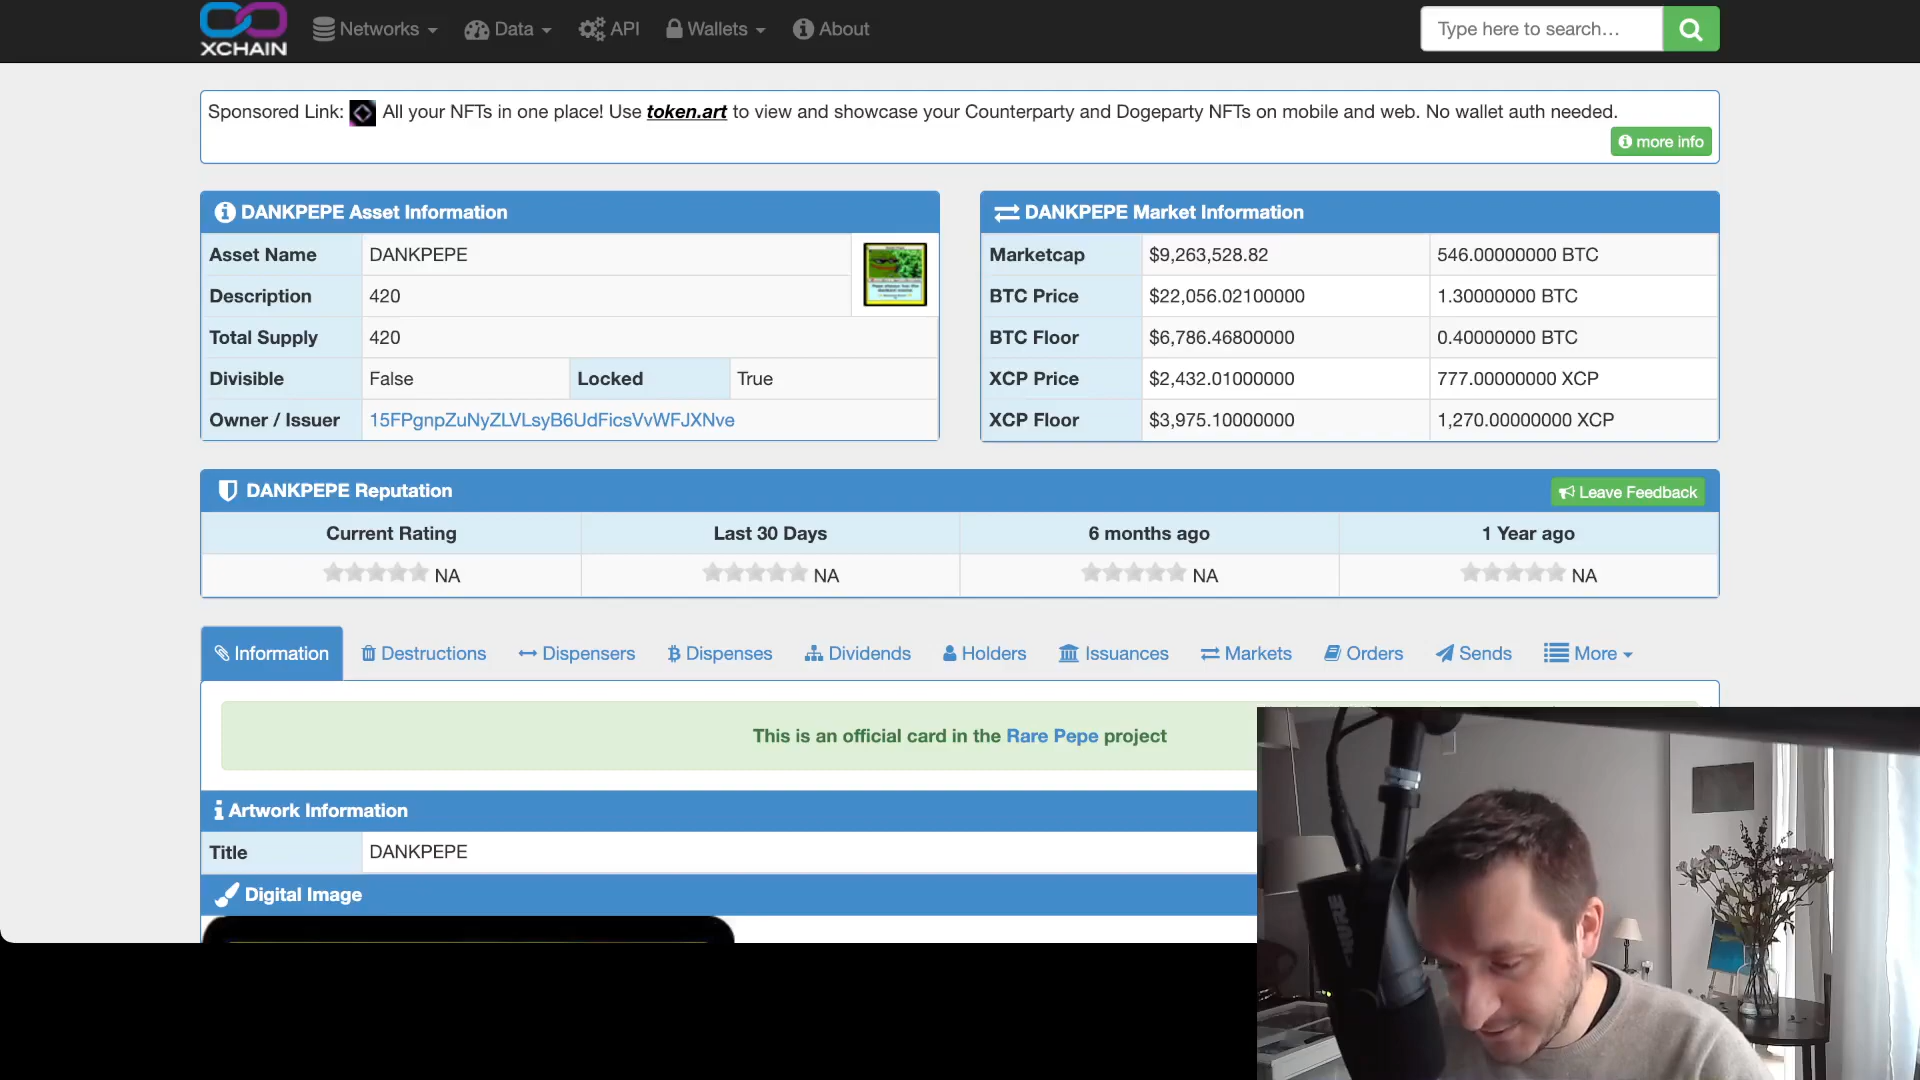 XCHAIN
Networks
Data
API
Wallets
About
Type here to search…
Sponsored Link: All your NFTs in one place! Use token.art to view and showcase your Counterparty and Dogeparty NFTs on mobile and web. No wallet auth needed.
more info
DANKPEPE Asset Information
Asset Name DANKPEPE
Description 420
Total Supply 420
Divisible False Locked True
Owner / Issuer 15FPgnpZuNyZLVLsyB6UdFicsVvWFJXNve
DANKPEPE Market Information
Marketcap $9,263,528.82 546.00000000 BTC
BTC Price $22,056.02100000 1.30000000 BTC
BTC Floor $6,786.46800000 0.40000000 BTC
XCP Price $2,432.01000000 777.00000000 XCP
XCP Floor $3,975.10000000 1,270.00000000 XCP
DANKPEPE Reputation
Leave Feedback
Current Rating Last 30 Days 6 months ago 1 Year ago
NA NA NA NA
Information Destructions Dispensers Dispenses Dividends Holders Issuances Markets Orders Sends More
This is an official card in the Rare Pepe project
Artwork Information
Title DANKPEPE
Digital Image
SHURE